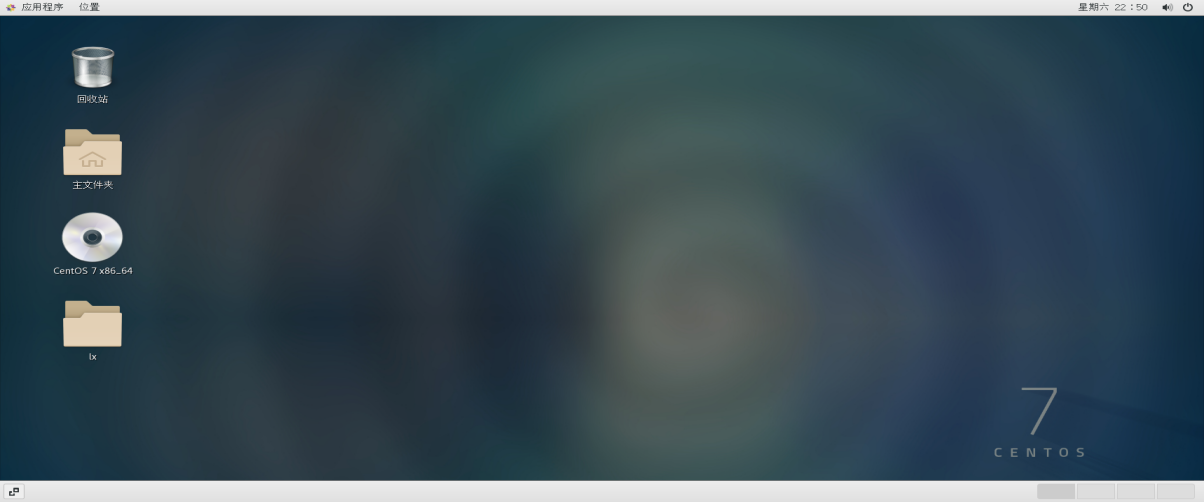 应用程序 位置 星期六 22：50
回收站
主文件夹
CentOS 7 x86_64
lx
7
CENTOS